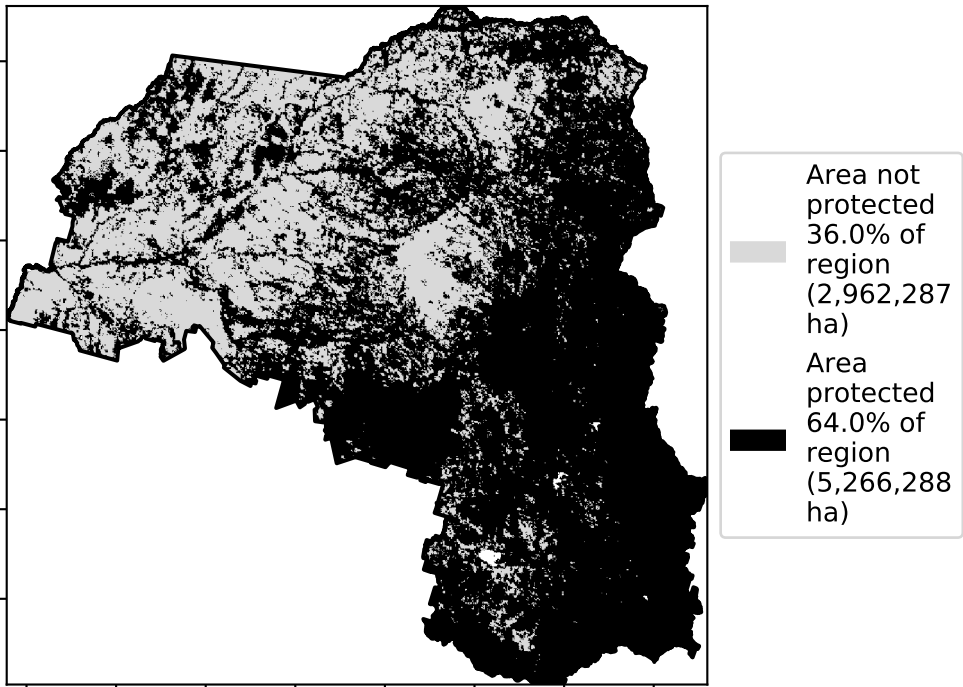 Area not
protected
36.0% of
region
(2,962,287
ha)
Area
protected
64.0% of
region
(5,266,288
ha)